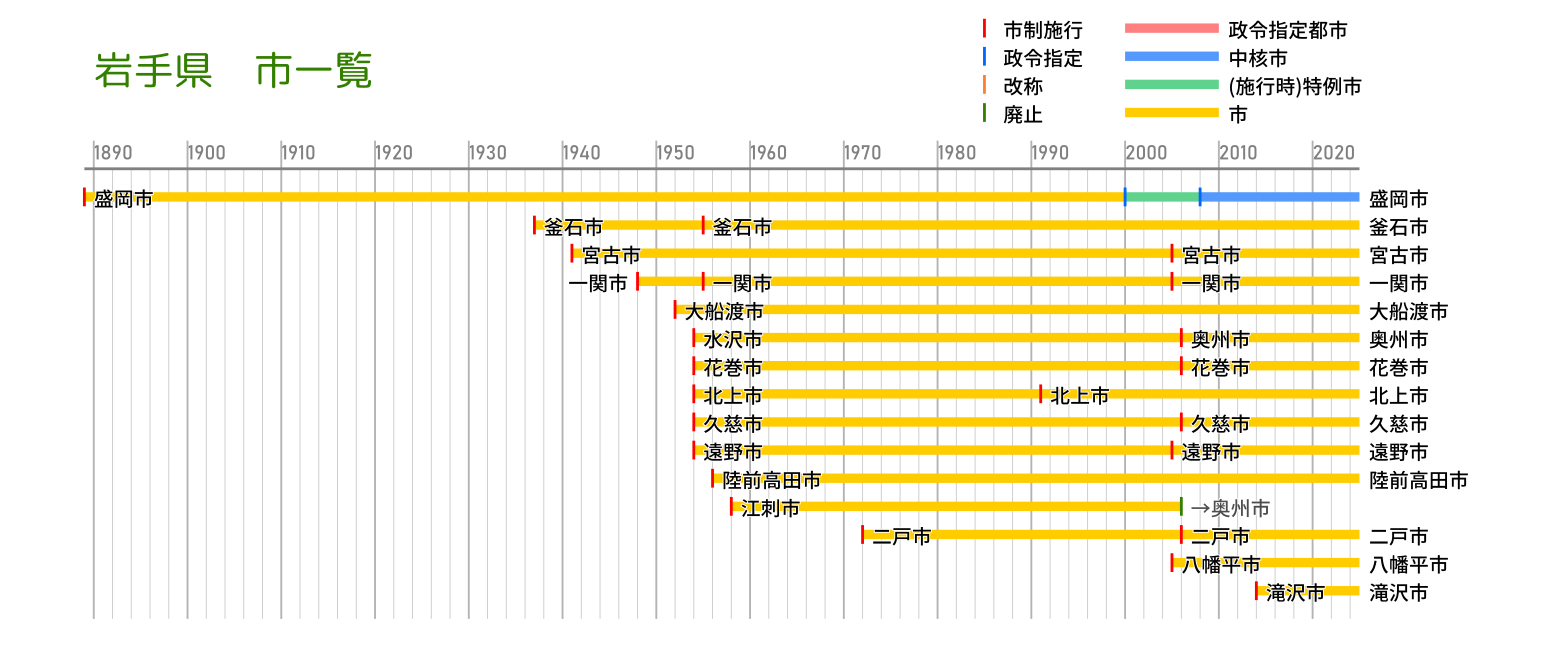 岩手県　市一覧
市制施行 政令指定都市
政令指定 中核市
改称 (施行時)特例市
廃止 市
1890 1900 1910 1920 1930 1940 1950 1960 1970 1980 1990 2000 2010 2020
盛岡市 盛岡市
釜石市 釜石市 釜石市
宮古市 宮古市 宮古市
一関市 一関市 一関市 一関市
大船渡市 大船渡市
水沢市 奥州市 奥州市
花巻市 花巻市 花巻市
北上市 北上市 北上市
久慈市 久慈市 久慈市
遠野市 遠野市 遠野市
陸前高田市 陸前高田市
江刺市 →奥州市
二戸市 二戸市 二戸市
八幡平市 八幡平市
滝沢市 滝沢市